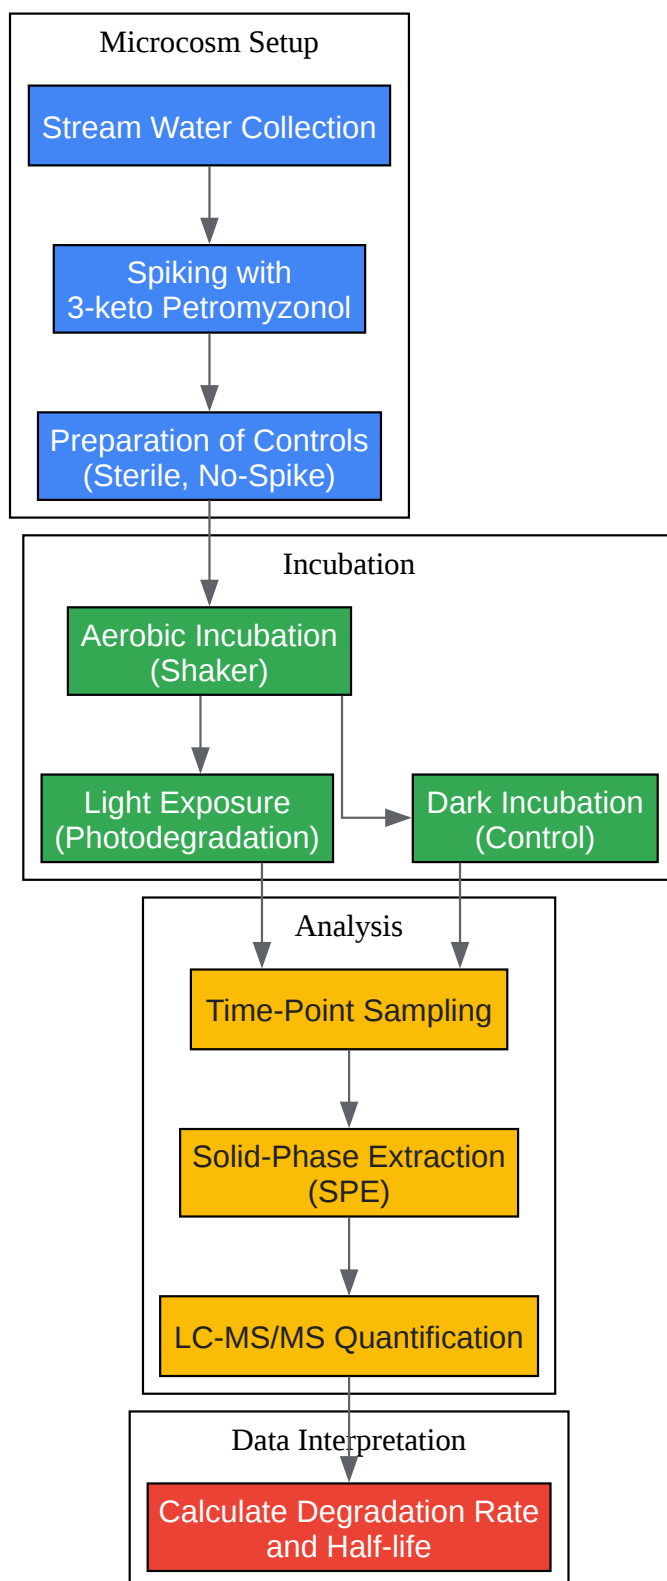 Microcosm Setup
Stream Water Collection
Spiking with
3-keto Petromyzonol
Preparation of Controls
(Sterile, No-Spike)
Incubation
Aerobic Incubation
(Shaker)
Light Exposure
(Photodegradation)
Dark Incubation
(Control)
Analysis
Time-Point Sampling
Solid-Phase Extraction
(SPE)
LC-MS/MS Quantification
Data Interpretation
Calculate Degradation Rate
and Half-life